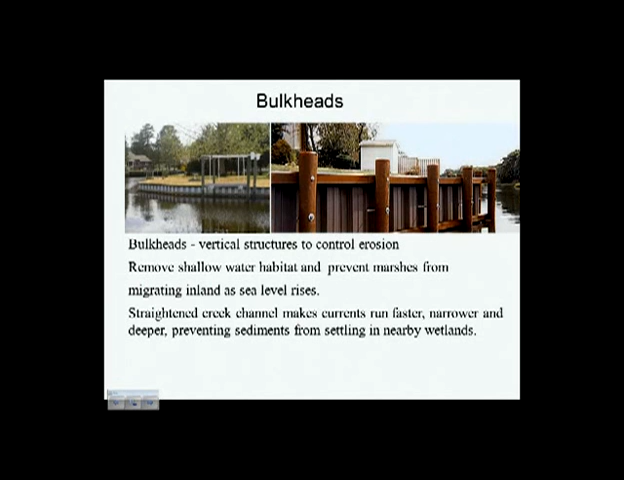 Bulkheads
Bulkheads - vertical structures to control erosion
Remove shallow water habitat and prevent marshes from
migrating inland as sea level rises.
Straightened creek channel makes currents run faster, narrower and
deeper, preventing sediments from settling in nearby wetlands.